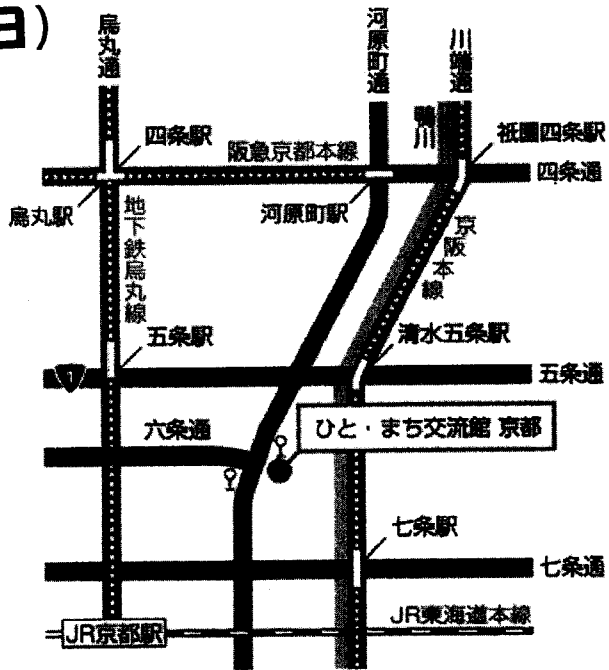 日)
烏丸通
河原町通
川端通
鴨川
四条駅
阪急京都本線
祇園四条駅
四条通
烏丸駅
河原町駅
地下鉄烏丸線
京阪本線
五条駅
清水五条駅
1
五条通
六条通
ひと・まち交流館 京都
七条駅
七条通
JR京都駅
JR東海道本線